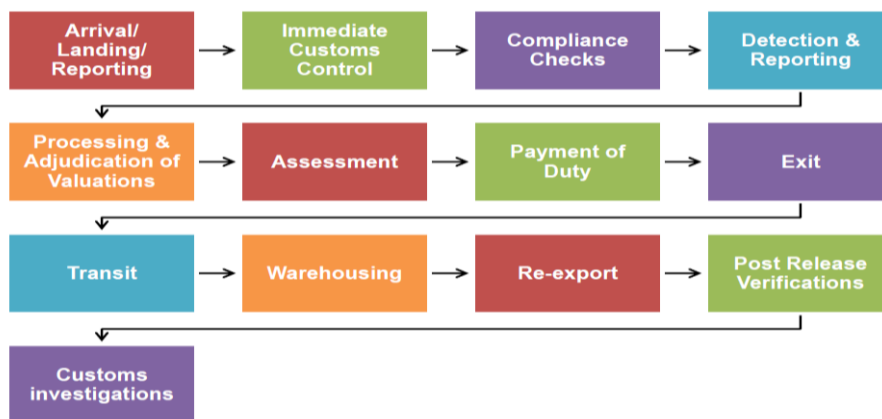 Arrival/
Landing/
Reporting
Immediate
Customs
Control
Compliance
Checks
Detection &
Reporting
Processing &
Adjudication of
Valuations
Assessment
Payment of
Duty
Exit
Transit
Warehousing
Re-export
Post Release
Verifications
Customs
investigations